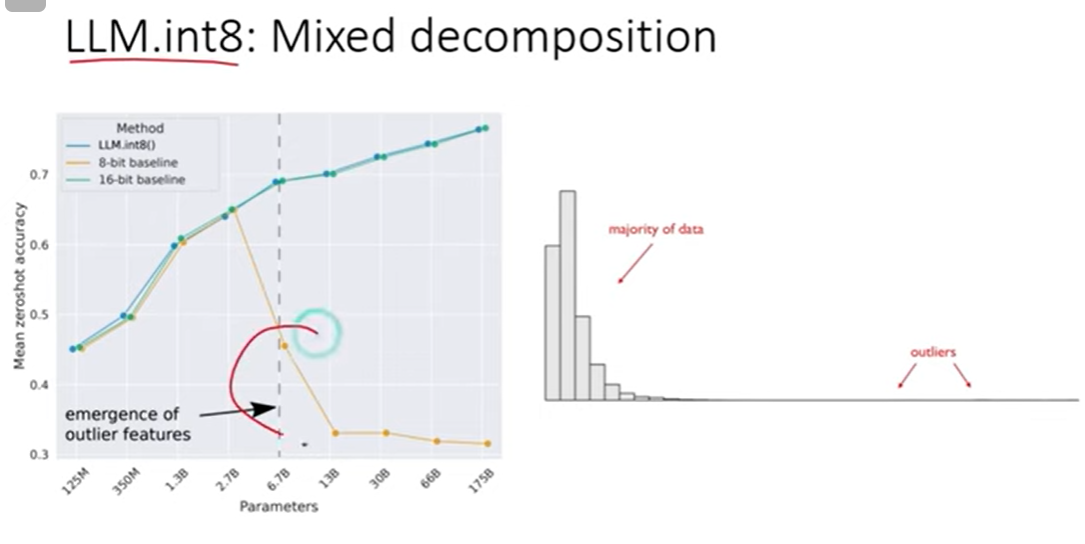 LLM.int8: Mixed decomposition
Method
LLM.int8()
8-bit baseline
16-bit baseline
Mean zeroshot accuracy
0.7
0.6
0.5
0.4
0.3
emergence of
outlier features
125M
350M
1.3B
2.7B
6.7B
13B
30B
66B
175B
Parameters
majority of data
outliers